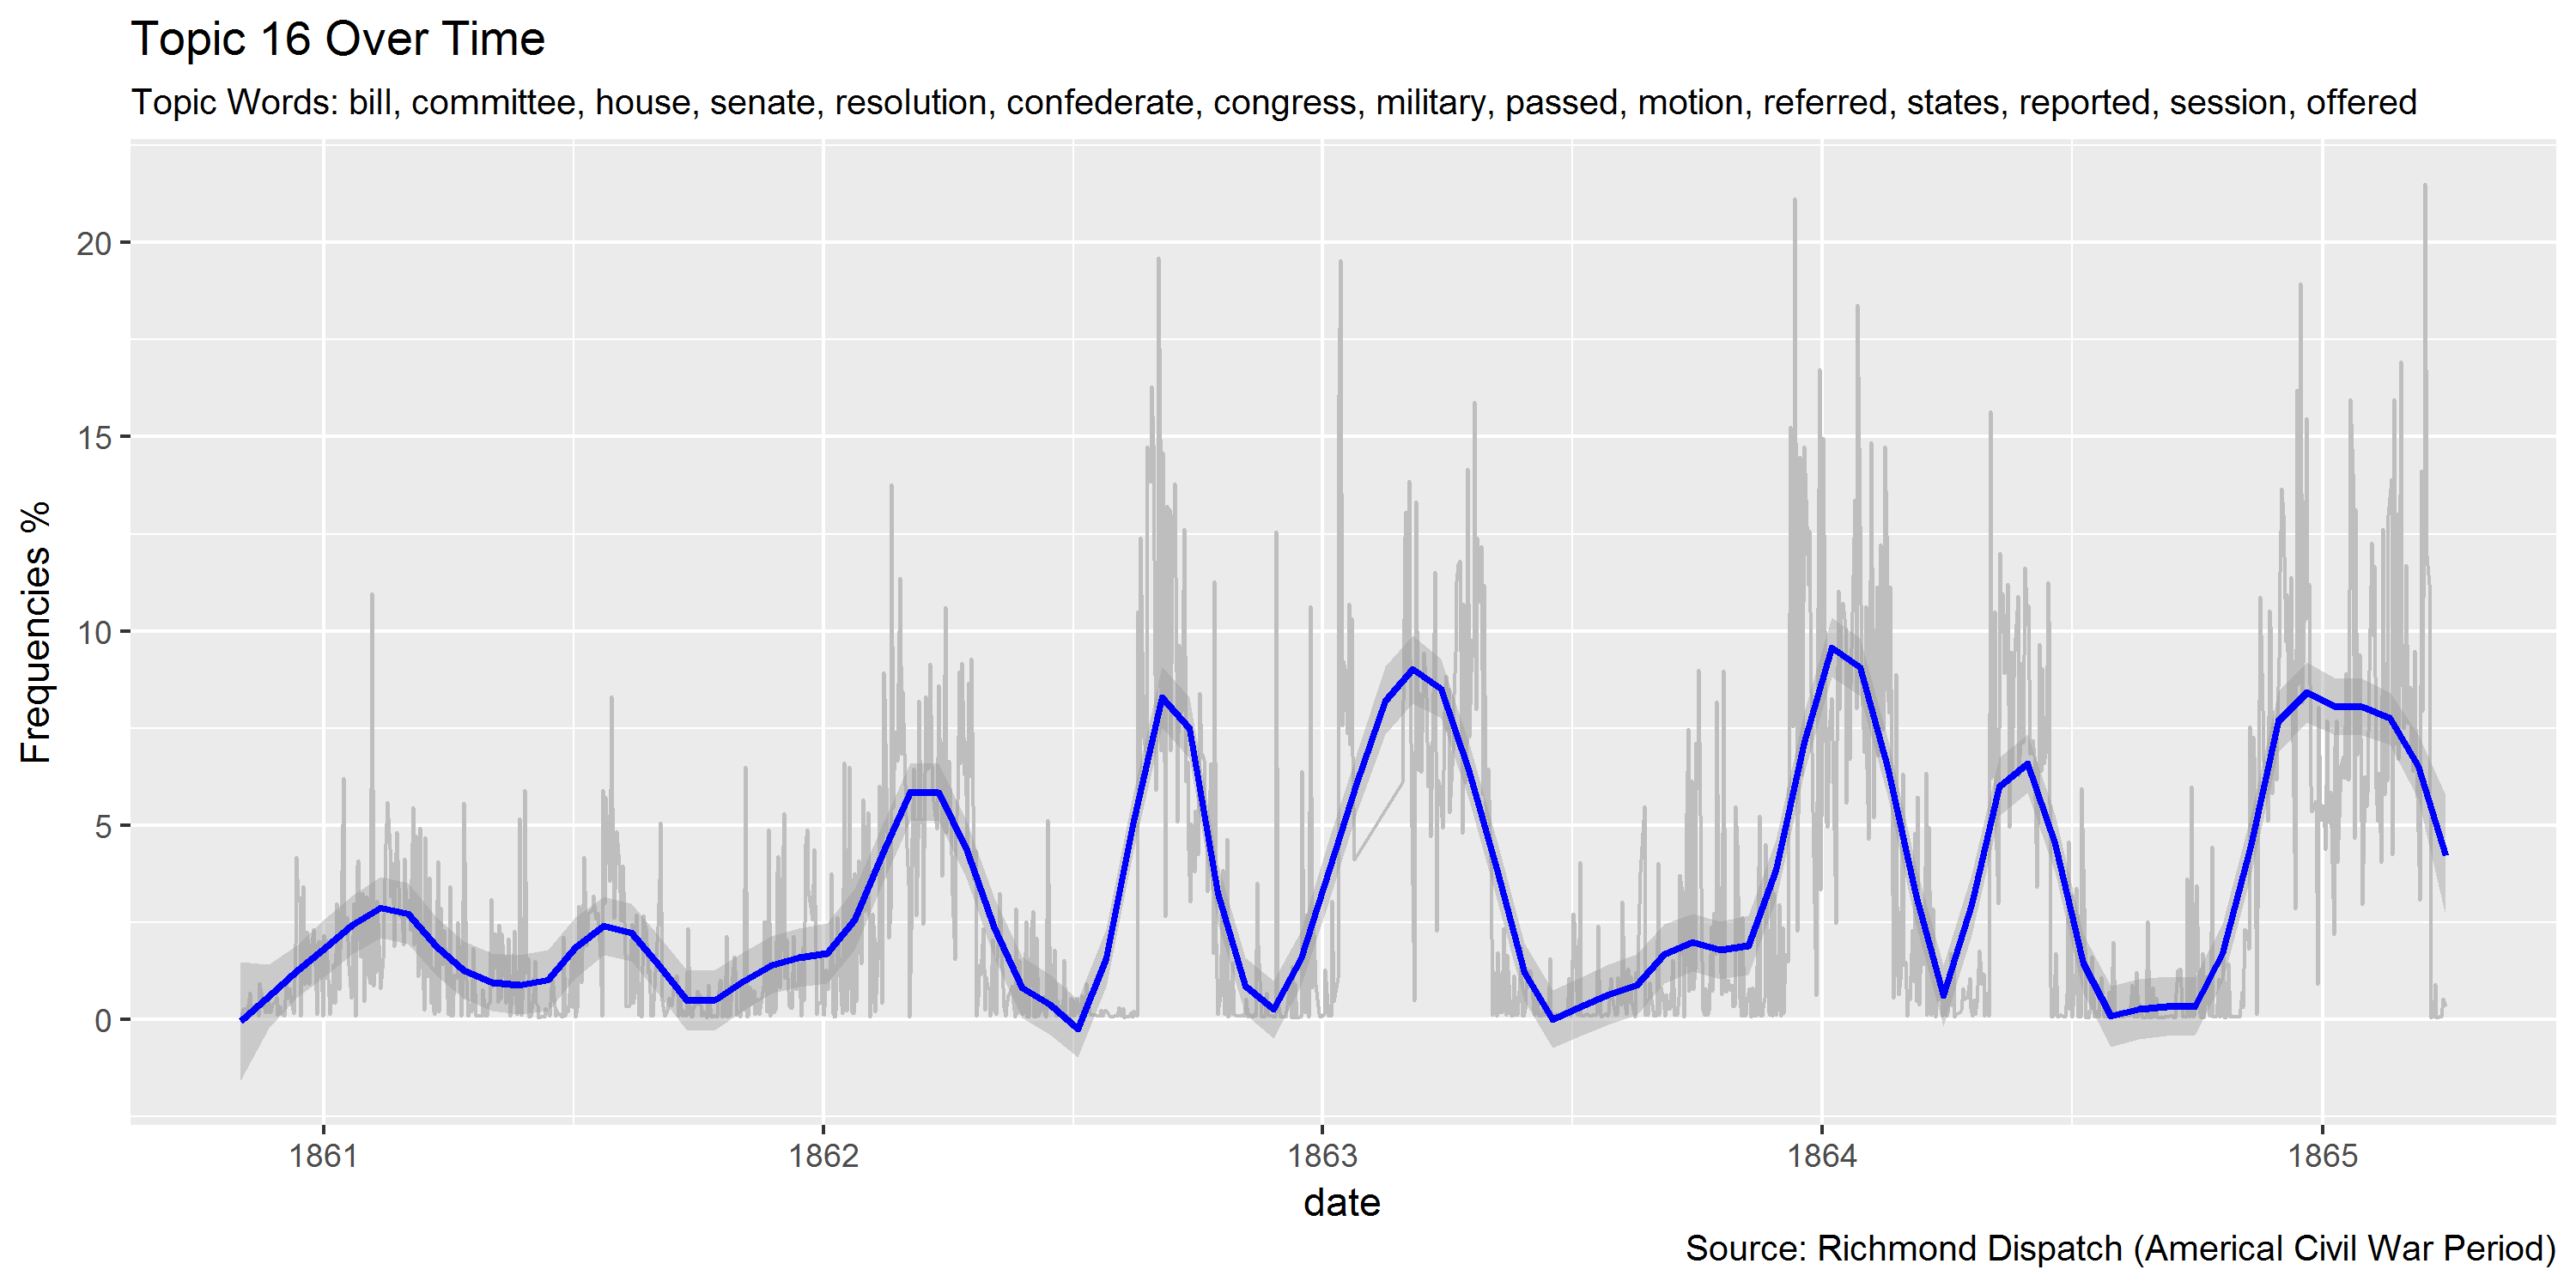 Topic 16 Over Time
Topic Words: bill, committee, house, senate, resolution, confederate, congress, military, passed, motion, referred, states, reported, session, offered
Frequencies %
20
15
10
5
0
1861
1862
1863
1864
1865
date
Source: Richmond Dispatch (Americal Civil War Period)